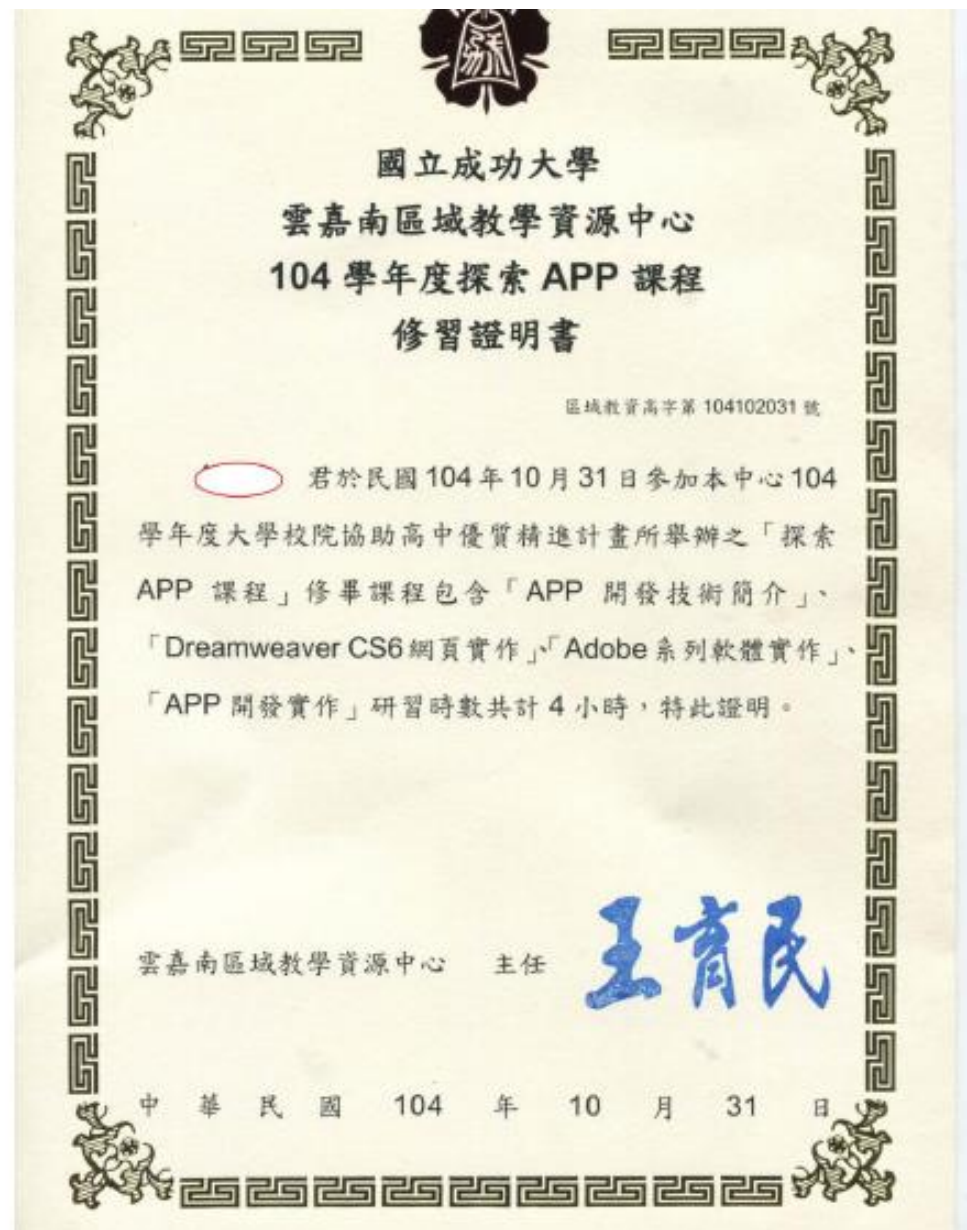 國立成功大學
雲嘉南區域教學資源中心
104 學年度探索 APP 課程
修習證明書
區域教資高字第 104102031 號
君於民國 104 年 10 月 31 日參加本中心 104
學年度大學校院協助高中優質精進計畫所舉辦之「探索
APP 課程」修畢課程包含「APP 開發技術簡介」、
「Dreamweaver CS6 網頁實作」、「Adobe 系列軟體實作」、
「APP 開發實作」研習時數共計 4 小時,特此證明。
雲嘉南區域教學資源中心 主任 王育民
中華民國 104 年 10 月 31 日